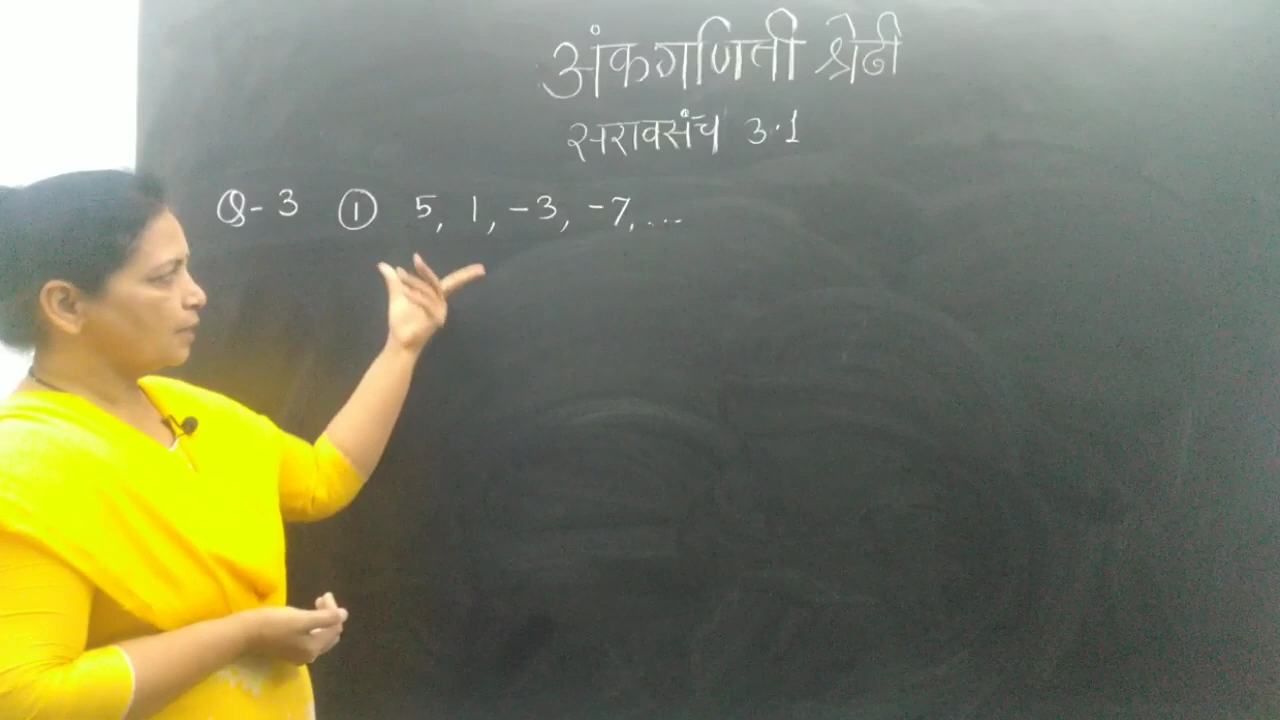 अंकगणिती श्रेढी
सरावसंच 3.1
Q-3 ① 5, 1, -3, -7, ...